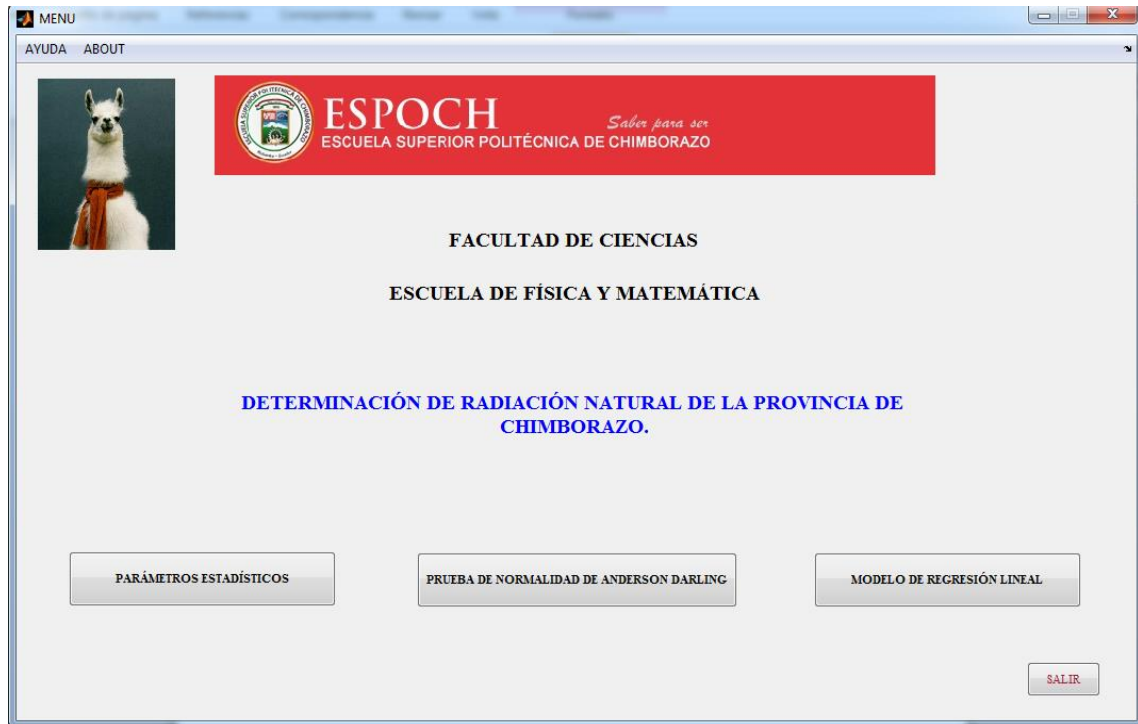 MENU
AYUDA ABOUT
ESPOCH
Saber para ser
ESCUELA SUPERIOR POLITÉCNICA DE CHIMBORAZO
FACULTAD DE CIENCIAS
ESCUELA DE FÍSICA Y MATEMÁTICA
DETERMINACIÓN DE RADIACIÓN NATURAL DE LA PROVINCIA DE
CHIMBORAZO.
PARÁMETROS ESTADÍSTICOS
PRUEBA DE NORMALIDAD DE ANDERSON DARLING
MODELO DE REGRESIÓN LINEAL
SALIR